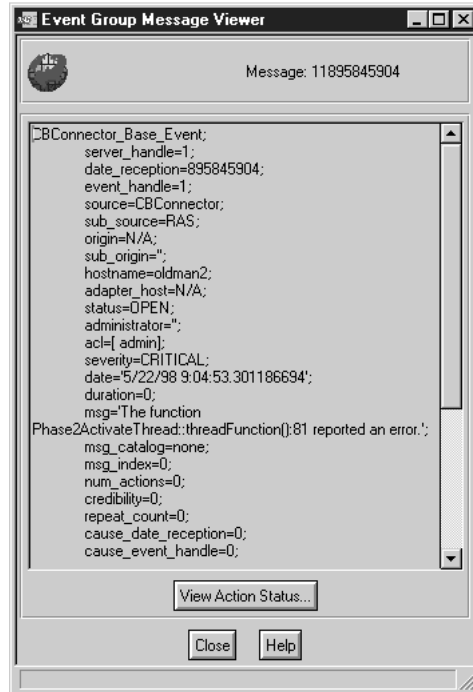 Event Group Message Viewer
Message: 11895845904
CBConnector_Base_Event;
server_handle=1;
date_reception=895845904;
event_handle=1;
source=CBConnector;
sub_source=RAS;
origin=N/A;
sub_origin='';
hostname=oldman2;
adapter_host=N/A;
status=OPEN;
administrator='';
acl=[ admin];
severity=CRITICAL;
date='5/22/98 9:04:53.301186694';
duration=0;
msg='The function
Phase2ActivateThread::threadFunction():81 reported an error.';
msg_catalog=none;
msg_index=0;
num_actions=0;
credibility=0;
repeat_count=0;
cause_date_reception=0;
cause_event_handle=0;
View Action Status...
Close Help